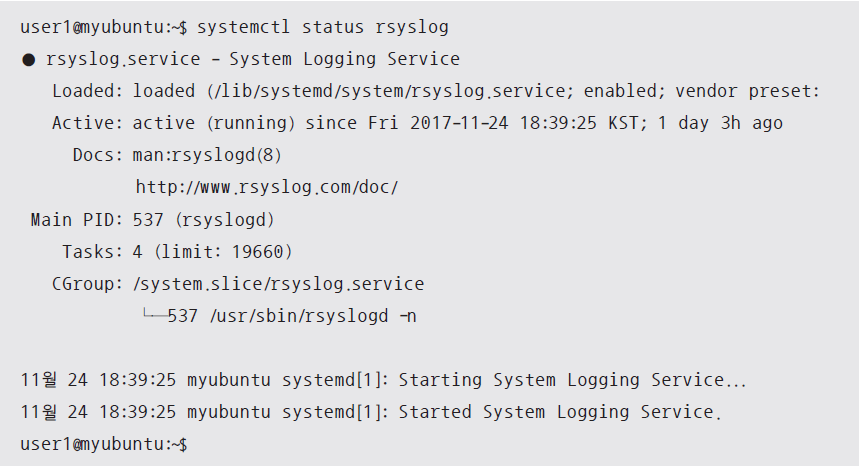 user1@myubuntu:~$ systemctl status rsyslog
● rsyslog.service - System Logging Service
Loaded: loaded (/lib/systemd/system/rsyslog.service; enabled; vendor preset:
Active: active (running) since Fri 2017-11-24 18:39:25 KST; 1 day 3h ago
Docs: man:rsyslogd(8)
http://www.rsyslog.com/doc/
Main PID: 537 (rsyslogd)
Tasks: 4 (limit: 19660)
CGroup: /system.slice/rsyslog.service
└─537 /usr/sbin/rsyslogd -n
11월 24 18:39:25 myubuntu systemd[1]: Starting System Logging Service...
11월 24 18:39:25 myubuntu systemd[1]: Started System Logging Service.
user1@myubuntu:~$